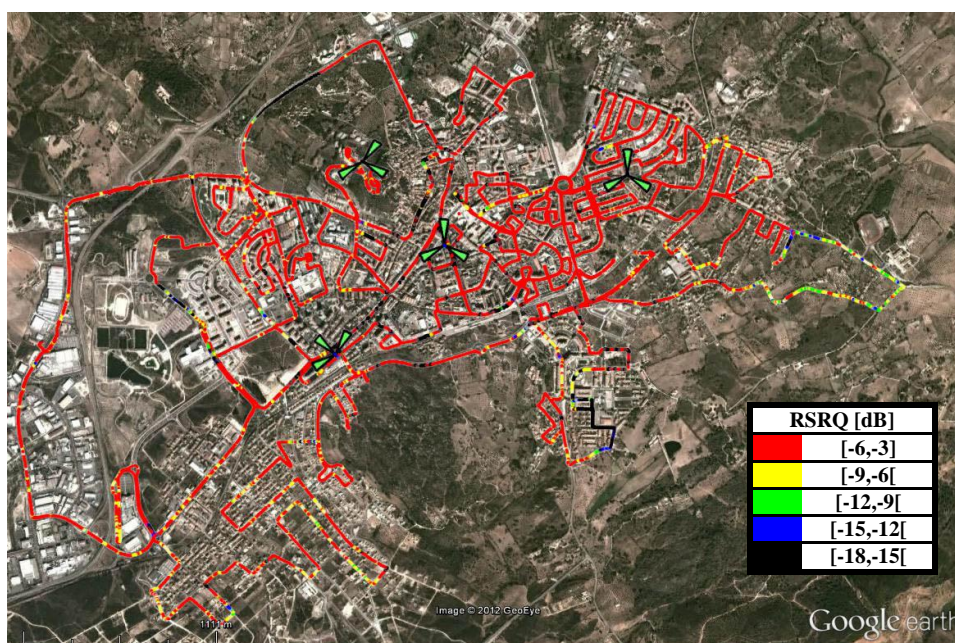 RSRQ [dB]
[-6,-3]
[-9,-6[
[-12,-9[
[-15,-12[
[-18,-15[
Image © 2012 GeoEye
1111 m
Google earth